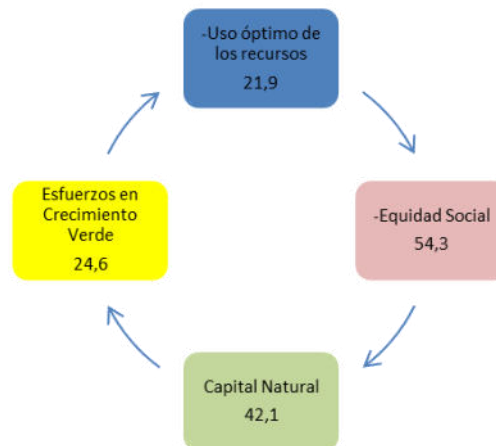 -Uso óptimo de
los recursos
21,9
-Equidad Social
54,3
Capital Natural
42,1
Esfuerzos en
Crecimiento
Verde
24,6